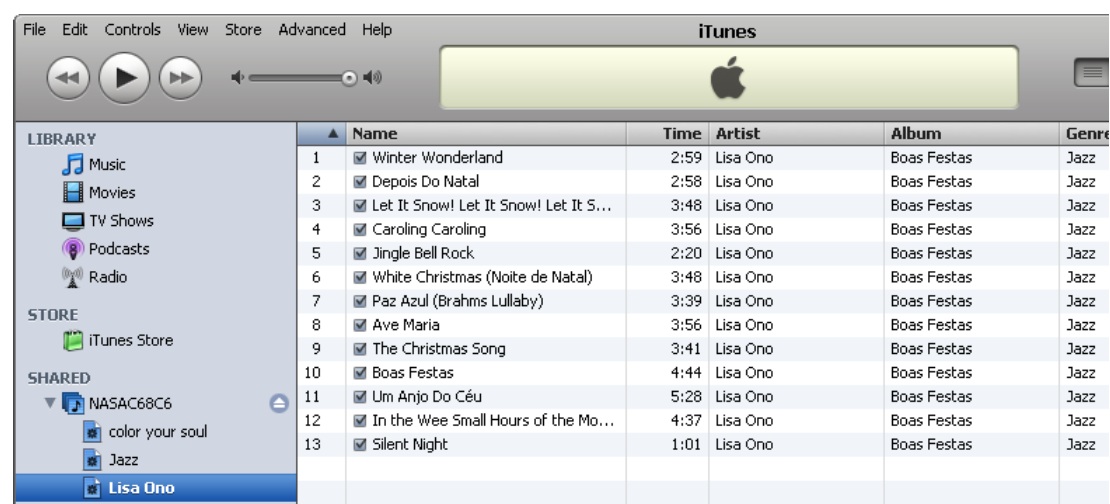 File Edit Controls View Store Advanced Help
iTunes
LIBRARY
Music
Movies
TV Shows
Podcasts
Radio
STORE
iTunes Store
SHARED
NASAC68C6
color your soul
Jazz
Lisa Ono
Name Time Artist Album Genre
1 Winter Wonderland 2:59 Lisa Ono Boas Festas Jazz
2 Depois Do Natal 2:58 Lisa Ono Boas Festas Jazz
3 Let It Snow! Let It Snow! Let It S... 3:48 Lisa Ono Boas Festas Jazz
4 Caroling Caroling 3:56 Lisa Ono Boas Festas Jazz
5 Jingle Bell Rock 2:20 Lisa Ono Boas Festas Jazz
6 White Christmas (Noite de Natal) 3:48 Lisa Ono Boas Festas Jazz
7 Paz Azul (Brahms Lullaby) 3:39 Lisa Ono Boas Festas Jazz
8 Ave Maria 3:56 Lisa Ono Boas Festas Jazz
9 The Christmas Song 3:41 Lisa Ono Boas Festas Jazz
10 Boas Festas 4:44 Lisa Ono Boas Festas Jazz
11 Um Anjo Do Céu 5:28 Lisa Ono Boas Festas Jazz
12 In the Wee Small Hours of the Mo... 4:37 Lisa Ono Boas Festas Jazz
13 Silent Night 1:01 Lisa Ono Boas Festas Jazz